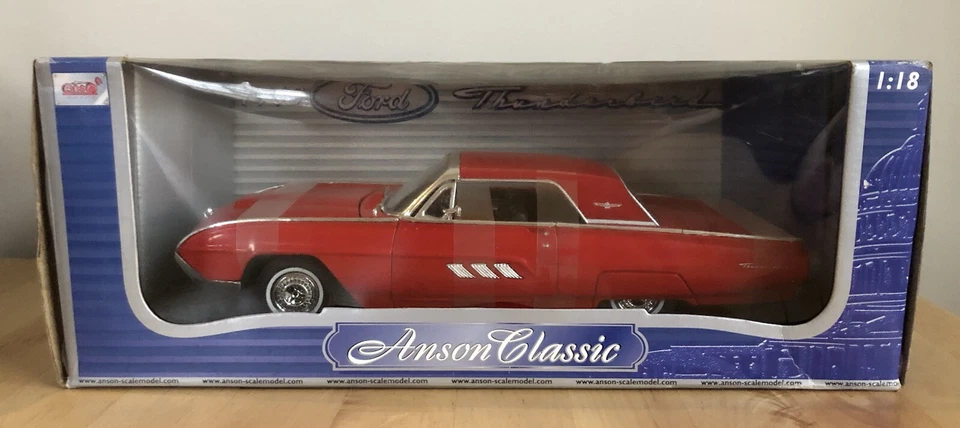 Anson
1:18
Ford Thunderbird
Anson Classic
www.anson-scalemodel.com www.anson-scalemodel.com www.anson-scalemodel.com www.anson-scalemodel.com www.anson-scalemodel.com www.anson-scalemodel.com www.anson-scalemodel.com